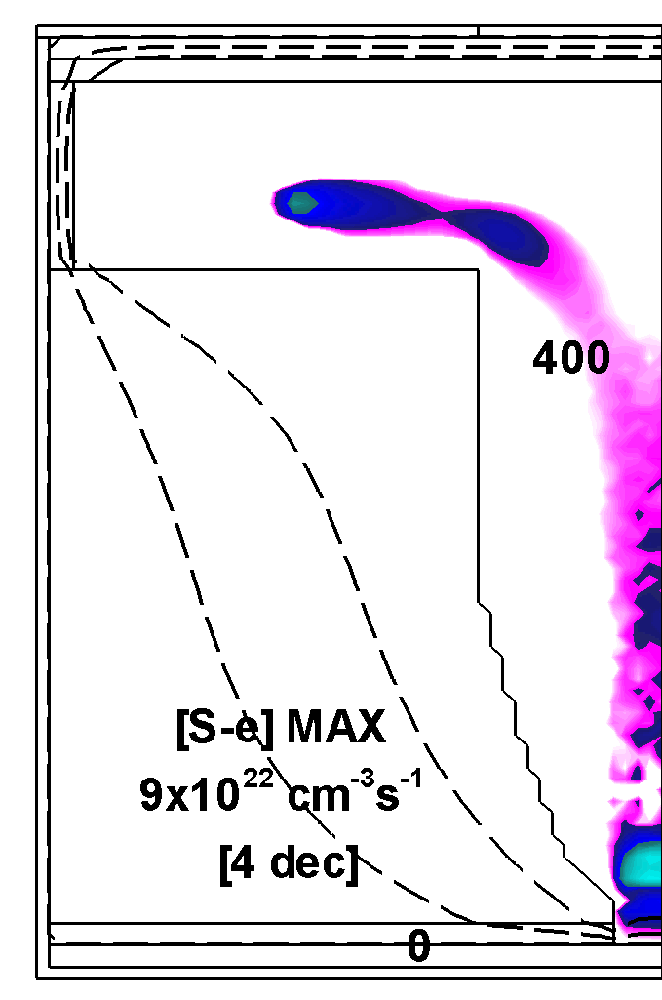 400
[S-e] MAX
9x10²² cm⁻³s⁻¹
[4 dec]
0